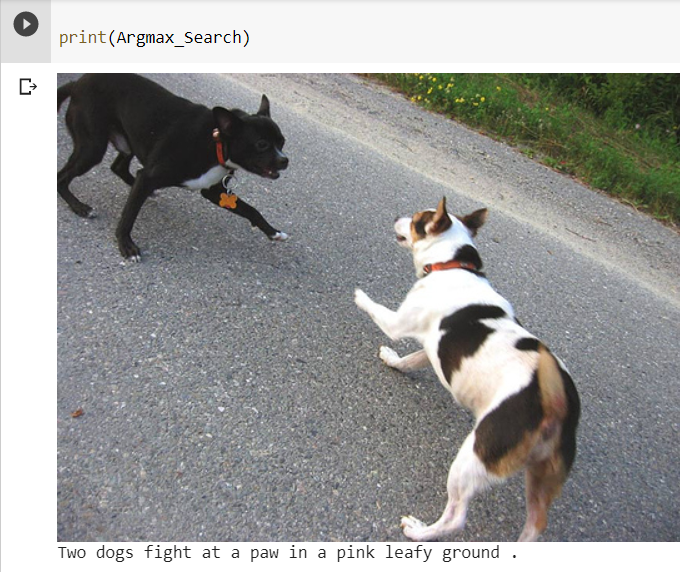 print(Argmax_Search)
Two dogs fight at a paw in a pink leafy ground .